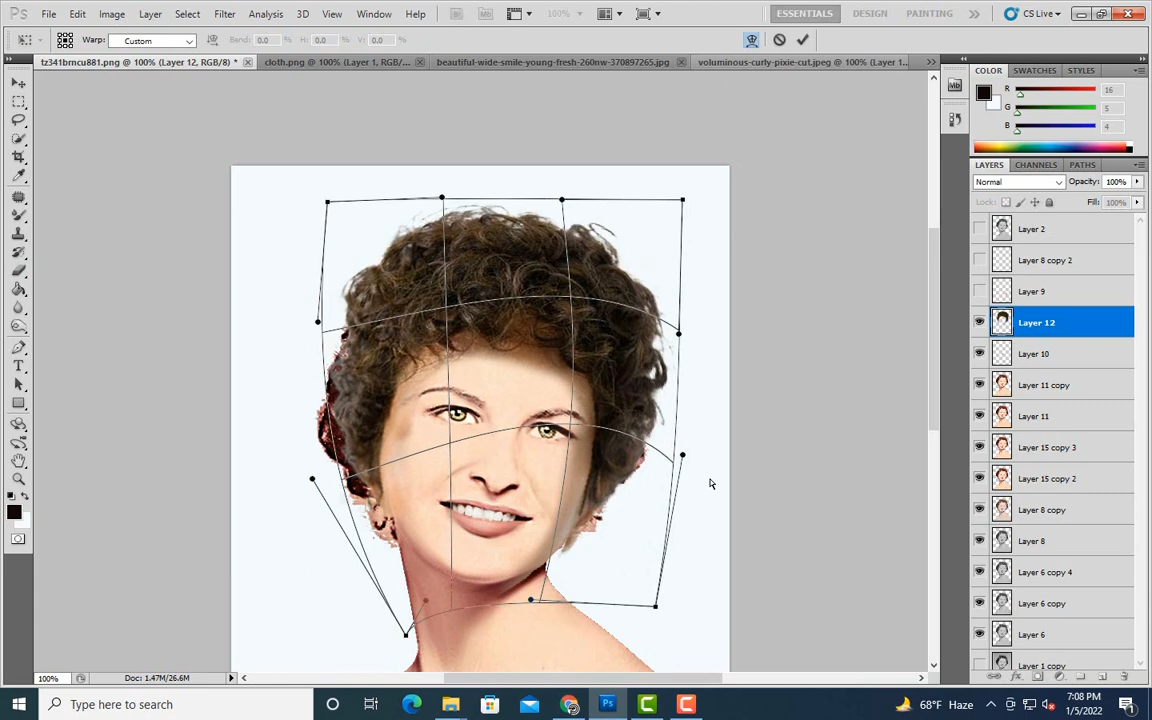 Ps File Edit Image Layer Select Filter Analysis 3D View Window Help Br Mb 100% ESSENTIALS DESIGN PAINTING CS Live
Warp: Custom Bend: 0.0 % H: 0.0 % V: 0.0 %
tz341brncu881.png @ 100% (Layer 12, RGB/8) * cloth.png @ 100% (Layer 1, RGB/... beautiful-wide-smile-young-fresh-260nw-370897265.jpg voluminous-curly-pixie-cut.jpeg @ 100% (Layer 1...
COLOR SWATCHES STYLES
R 16
G 5
B 4
LAYERS CHANNELS PATHS
Normal Opacity: 100%
Lock: Fill: 100%
Layer 2
Layer 8 copy 2
Layer 9
Layer 12
Layer 10
Layer 11 copy
Layer 11
Layer 15 copy 3
Layer 15 copy 2
Layer 8 copy
Layer 8
Layer 6 copy 4
Layer 6 copy
Layer 6
Layer 1 copy
100% Doc: 1.47M/26.6M
Type here to search
68°F Haze
7:08 PM
1/5/2022